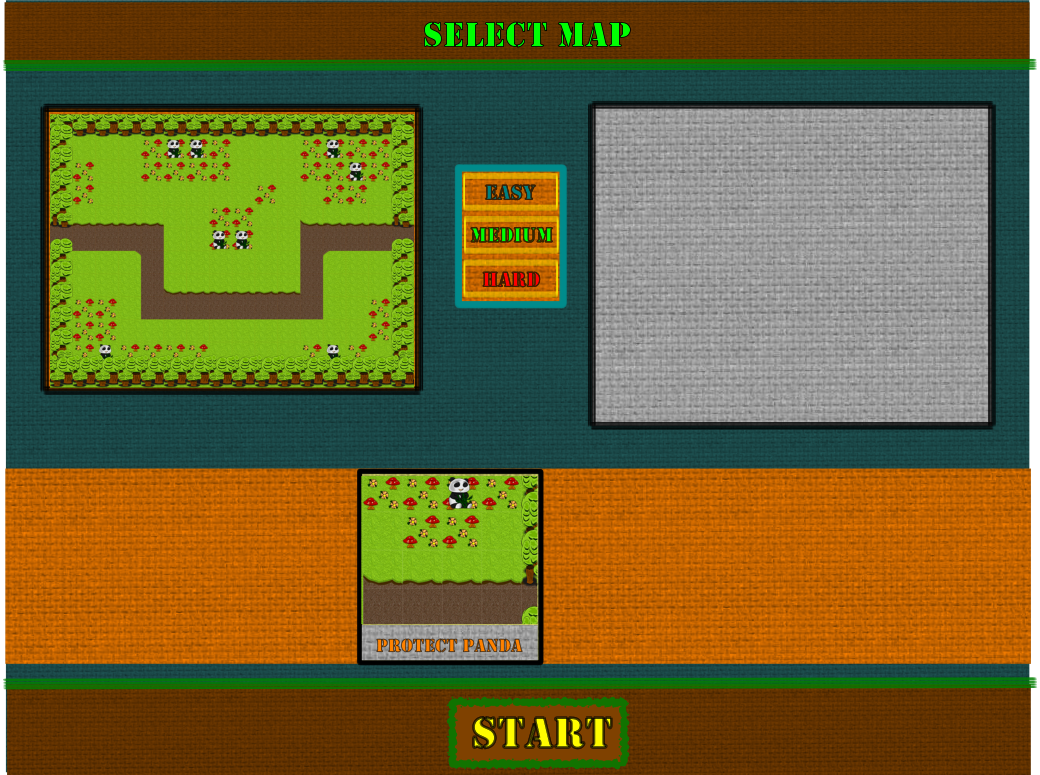 SELECT MAP
EASY
MEDIUM
HARD
PROTECT PANDA
START